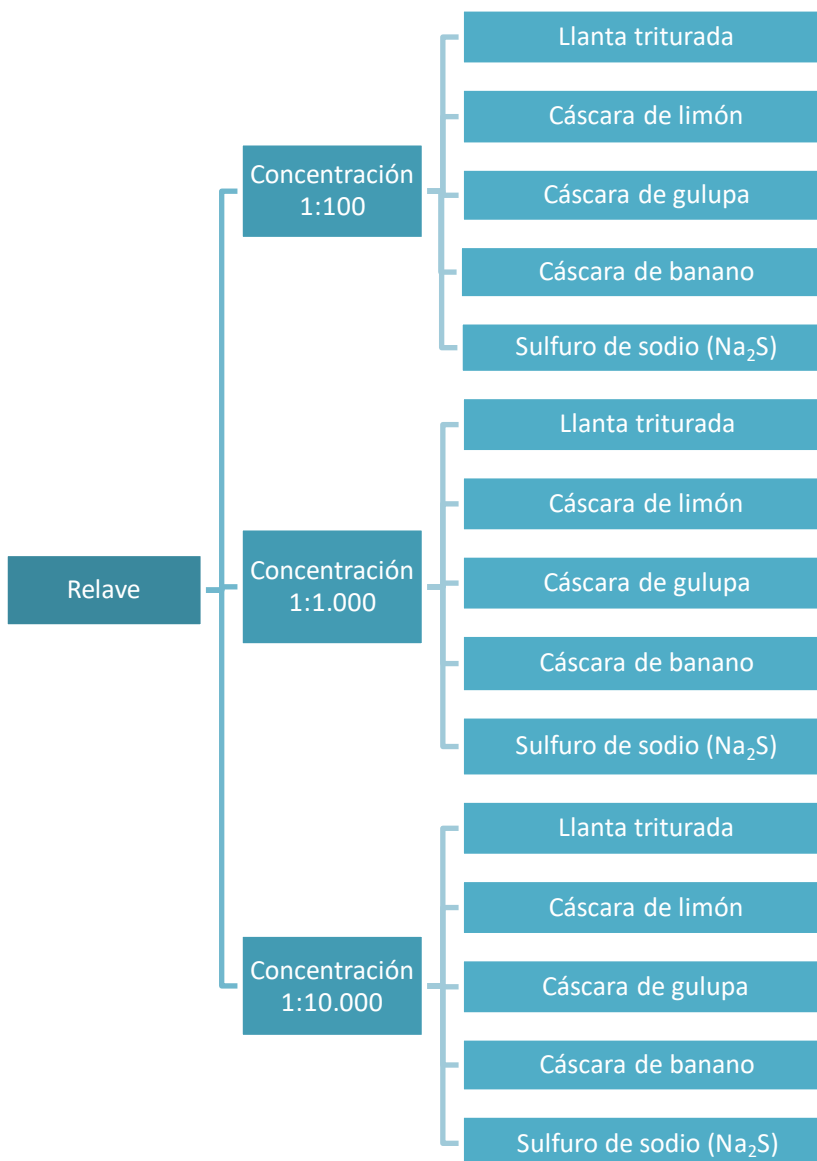 Relave
Concentración
1:100
Llanta triturada
Cáscara de limón
Cáscara de gulupa
Cáscara de banano
Sulfuro de sodio (Na₂S)
Concentración
1:1.000
Llanta triturada
Cáscara de limón
Cáscara de gulupa
Cáscara de banano
Sulfuro de sodio (Na₂S)
Concentración
1:10.000
Llanta triturada
Cáscara de limón
Cáscara de gulupa
Cáscara de banano
Sulfuro de sodio (Na₂S)